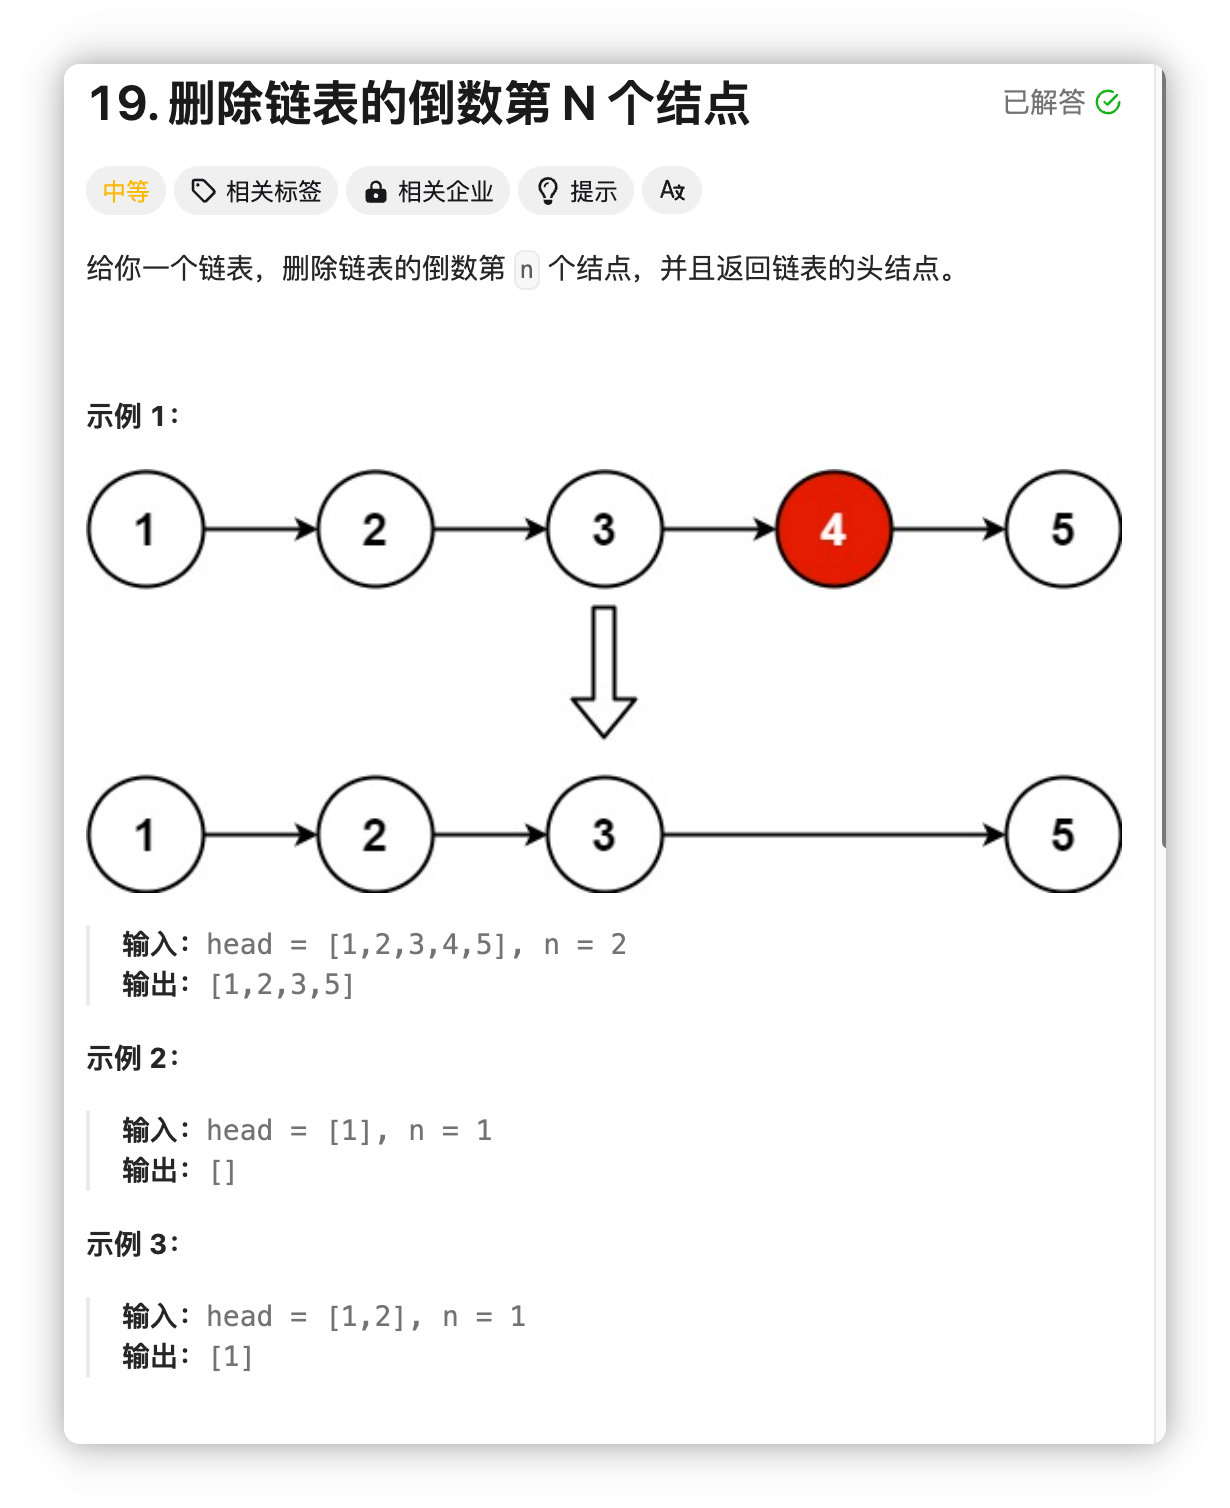 19. 删除链表的倒数第 N 个结点
已解答
中等 相关标签 相关企业 提示 A文
给你一个链表，删除链表的倒数第 n 个结点，并且返回链表的头结点。
示例 1：
1 2 3 4 5
1 2 3 5
输入：head = [1,2,3,4,5], n = 2
输出：[1,2,3,5]
示例 2：
输入：head = [1], n = 1
输出：[]
示例 3：
输入：head = [1,2], n = 1
输出：[1]